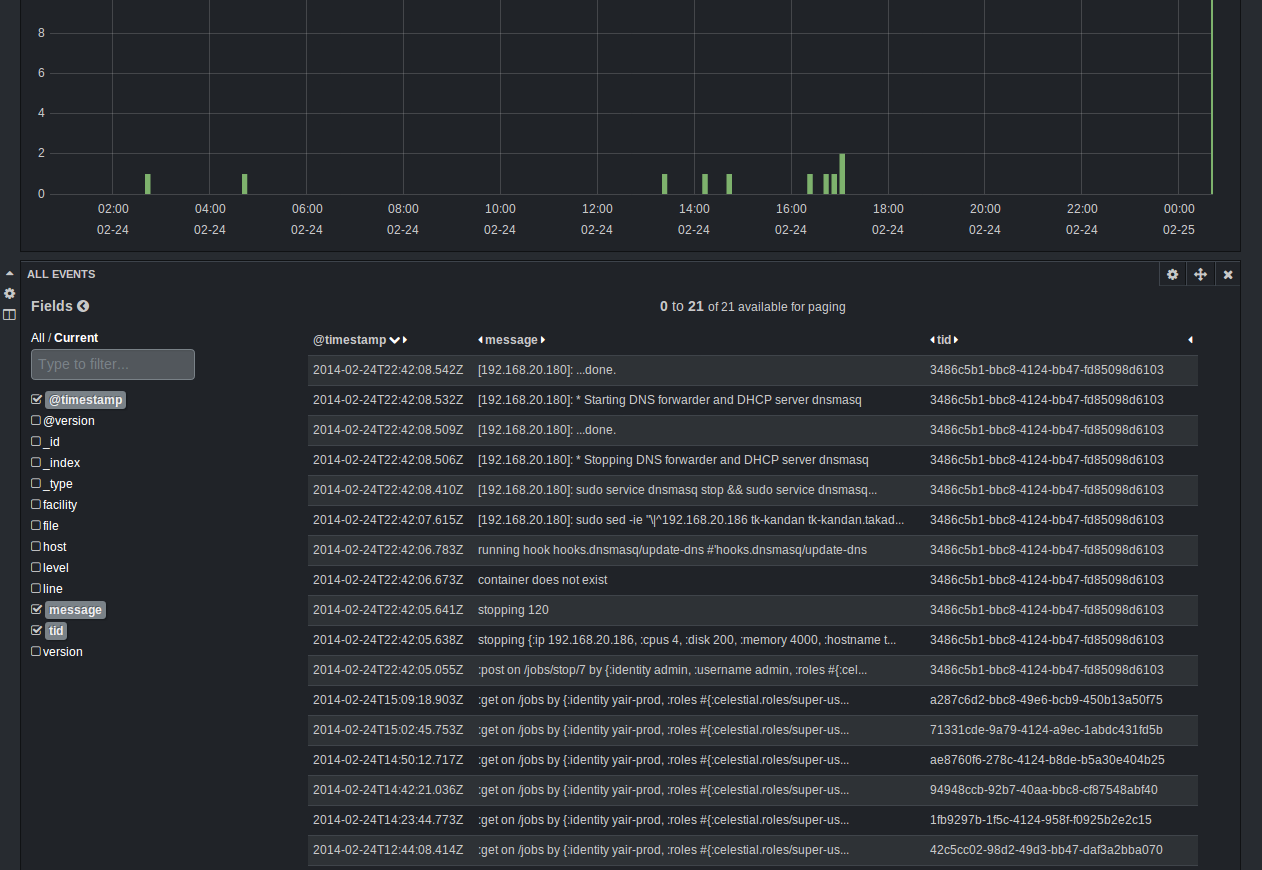 8
6
4
2
0
02:00 04:00 06:00 08:00 10:00 12:00 14:00 16:00 18:00 20:00 22:00 00:00
02-24 02-24 02-24 02-24 02-24 02-24 02-24 02-24 02-24 02-24 02-24 02-25
ALL EVENTS
Fields
0 to 21 of 21 available for paging
All / Current
Type to filter...
@timestamp
@version
_id
_index
_type
facility
file
host
level
line
message
tid
version
@timestamp message tid
2014-02-24T22:42:08.542Z [192.168.20.180]: ...done. 3486c5b1-bbc8-4124-bb47-fd85098d6103
2014-02-24T22:42:08.532Z [192.168.20.180]: * Starting DNS forwarder and DHCP server dnsmasq 3486c5b1-bbc8-4124-bb47-fd85098d6103
2014-02-24T22:42:08.509Z [192.168.20.180]: ...done. 3486c5b1-bbc8-4124-bb47-fd85098d6103
2014-02-24T22:42:08.506Z [192.168.20.180]: * Stopping DNS forwarder and DHCP server dnsmasq 3486c5b1-bbc8-4124-bb47-fd85098d6103
2014-02-24T22:42:08.410Z [192.168.20.180]: sudo service dnsmasq stop && sudo service dnsmasq... 3486c5b1-bbc8-4124-bb47-fd85098d6103
2014-02-24T22:42:07.615Z [192.168.20.180]: sudo sed -ie "\|^192.168.20.186 tk-kandan tk-kandan.takad... 3486c5b1-bbc8-4124-bb47-fd85098d6103
2014-02-24T22:42:06.783Z running hook hooks.dnsmasq/update-dns #'hooks.dnsmasq/update-dns 3486c5b1-bbc8-4124-bb47-fd85098d6103
2014-02-24T22:42:06.673Z container does not exist 3486c5b1-bbc8-4124-bb47-fd85098d6103
2014-02-24T22:42:05.641Z stopping 120 3486c5b1-bbc8-4124-bb47-fd85098d6103
2014-02-24T22:42:05.638Z stopping {:ip 192.168.20.186, :cpus 4, :disk 200, :memory 4000, :hostname t... 3486c5b1-bbc8-4124-bb47-fd85098d6103
2014-02-24T22:42:05.055Z :post on /jobs/stop/7 by {:identity admin, :username admin, :roles #{:cel... 3486c5b1-bbc8-4124-bb47-fd85098d6103
2014-02-24T15:09:18.903Z :get on /jobs by {:identity yair-prod, :roles #{:celestial.roles/super-us... a287c6d2-bbc8-49e6-bcb9-450b13a50f75
2014-02-24T15:02:45.753Z :get on /jobs by {:identity yair-prod, :roles #{:celestial.roles/super-us... 71331cde-9a79-4124-a9ec-1abdc431fd5b
2014-02-24T14:50:12.717Z :get on /jobs by {:identity yair-prod, :roles #{:celestial.roles/super-us... ae8760f6-278c-4124-b8de-b5a30e404b25
2014-02-24T14:42:21.036Z :get on /jobs by {:identity yair-prod, :roles #{:celestial.roles/super-us... 94948ccb-92b7-40aa-bbc8-cf87548abf40
2014-02-24T14:23:44.773Z :get on /jobs by {:identity yair-prod, :roles #{:celestial.roles/super-us... 1fb9297b-1f5c-4124-958f-f0925b2e2c15
2014-02-24T12:44:08.414Z :get on /jobs by {:identity yair-prod, :roles #{:celestial.roles/super-us... 42c5cc02-98d2-49d3-bb47-daf3a2bba070